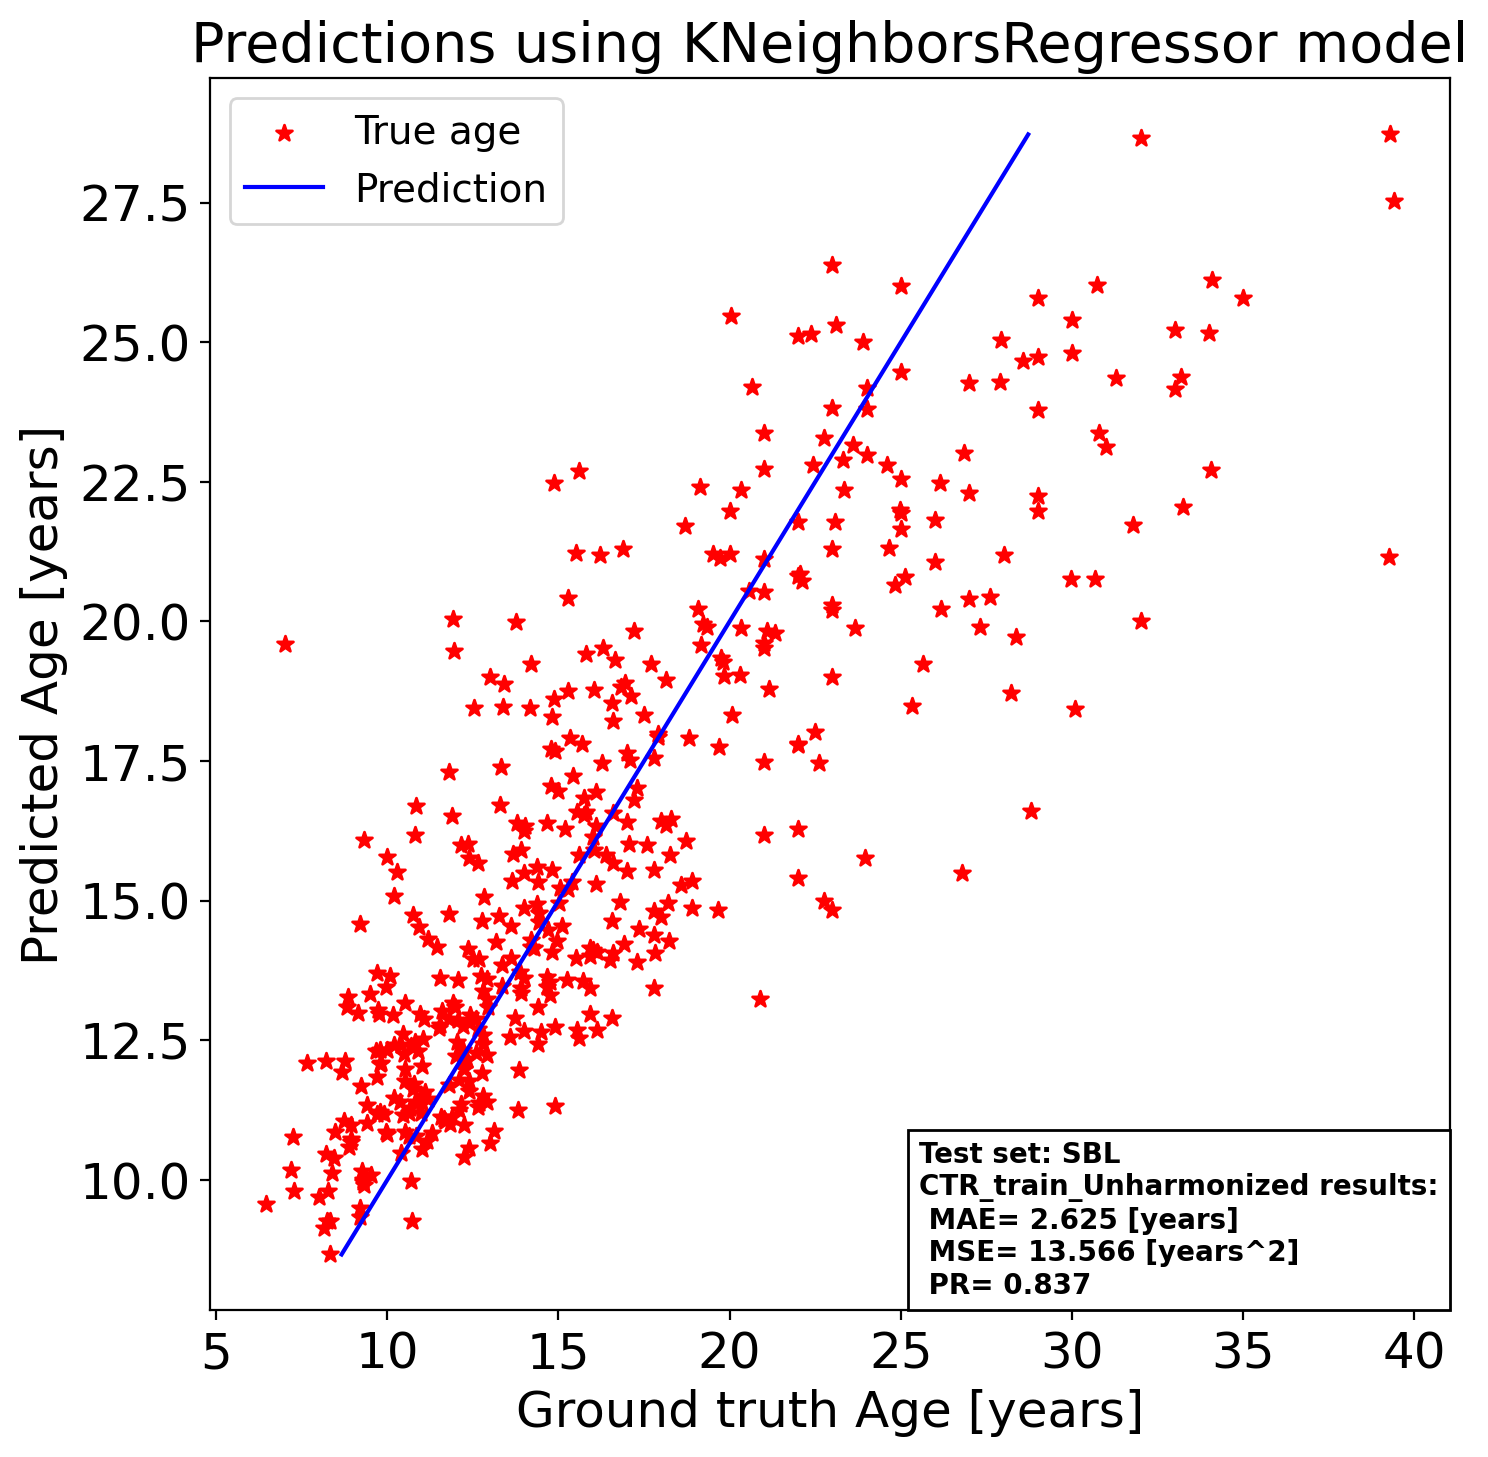 Predictions using KNeighborsRegressor model
True age
Prediction
Predicted Age [years]
27.5
25.0
22.5
20.0
17.5
15.0
12.5
10.0
Test set: SBL
CTR_train_Unharmonized results:
MAE= 2.625 [years]
MSE= 13.566 [years^2]
PR= 0.837
5 10 15 20 25 30 35 40
Ground truth Age [years]